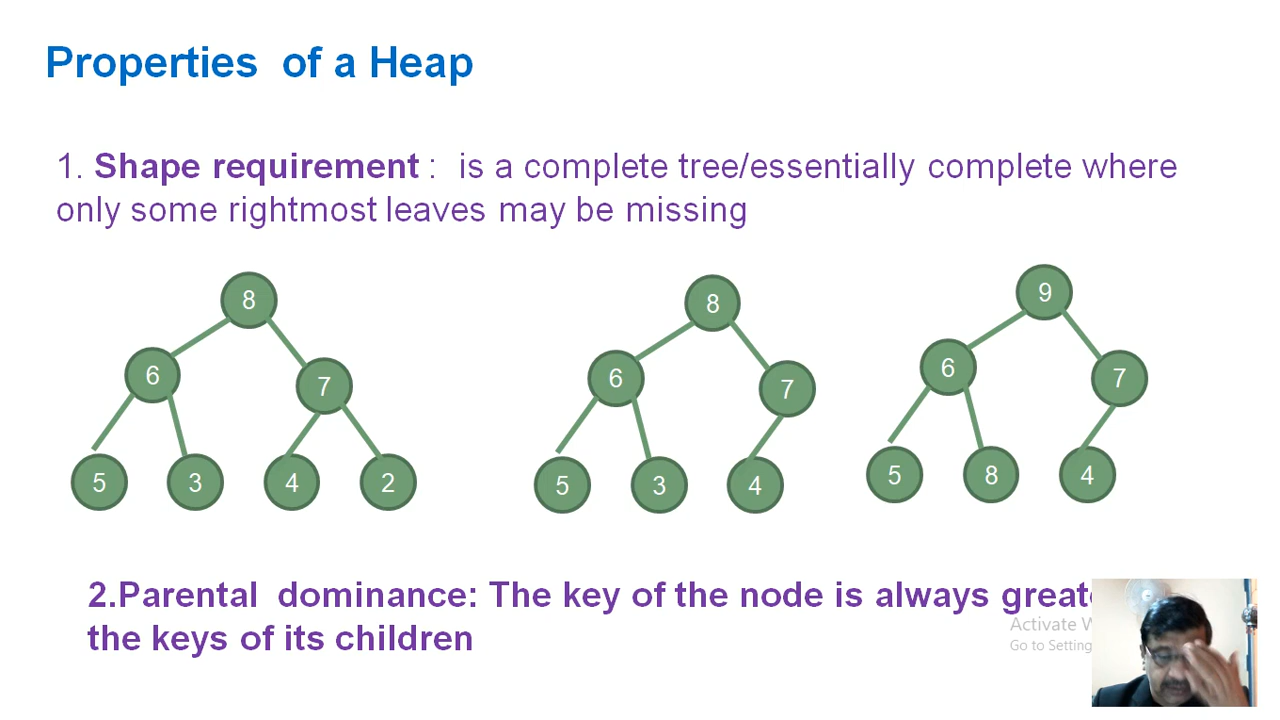 Properties of a Heap
1. Shape requirement : is a complete tree/essentially complete where
only some rightmost leaves may be missing
8
6
7
5 3 4 2
8
6
7
5 3 4
9
6
7
5 8 4
2.Parental dominance: The key of the node is always
the keys of its children
Activate
Go to